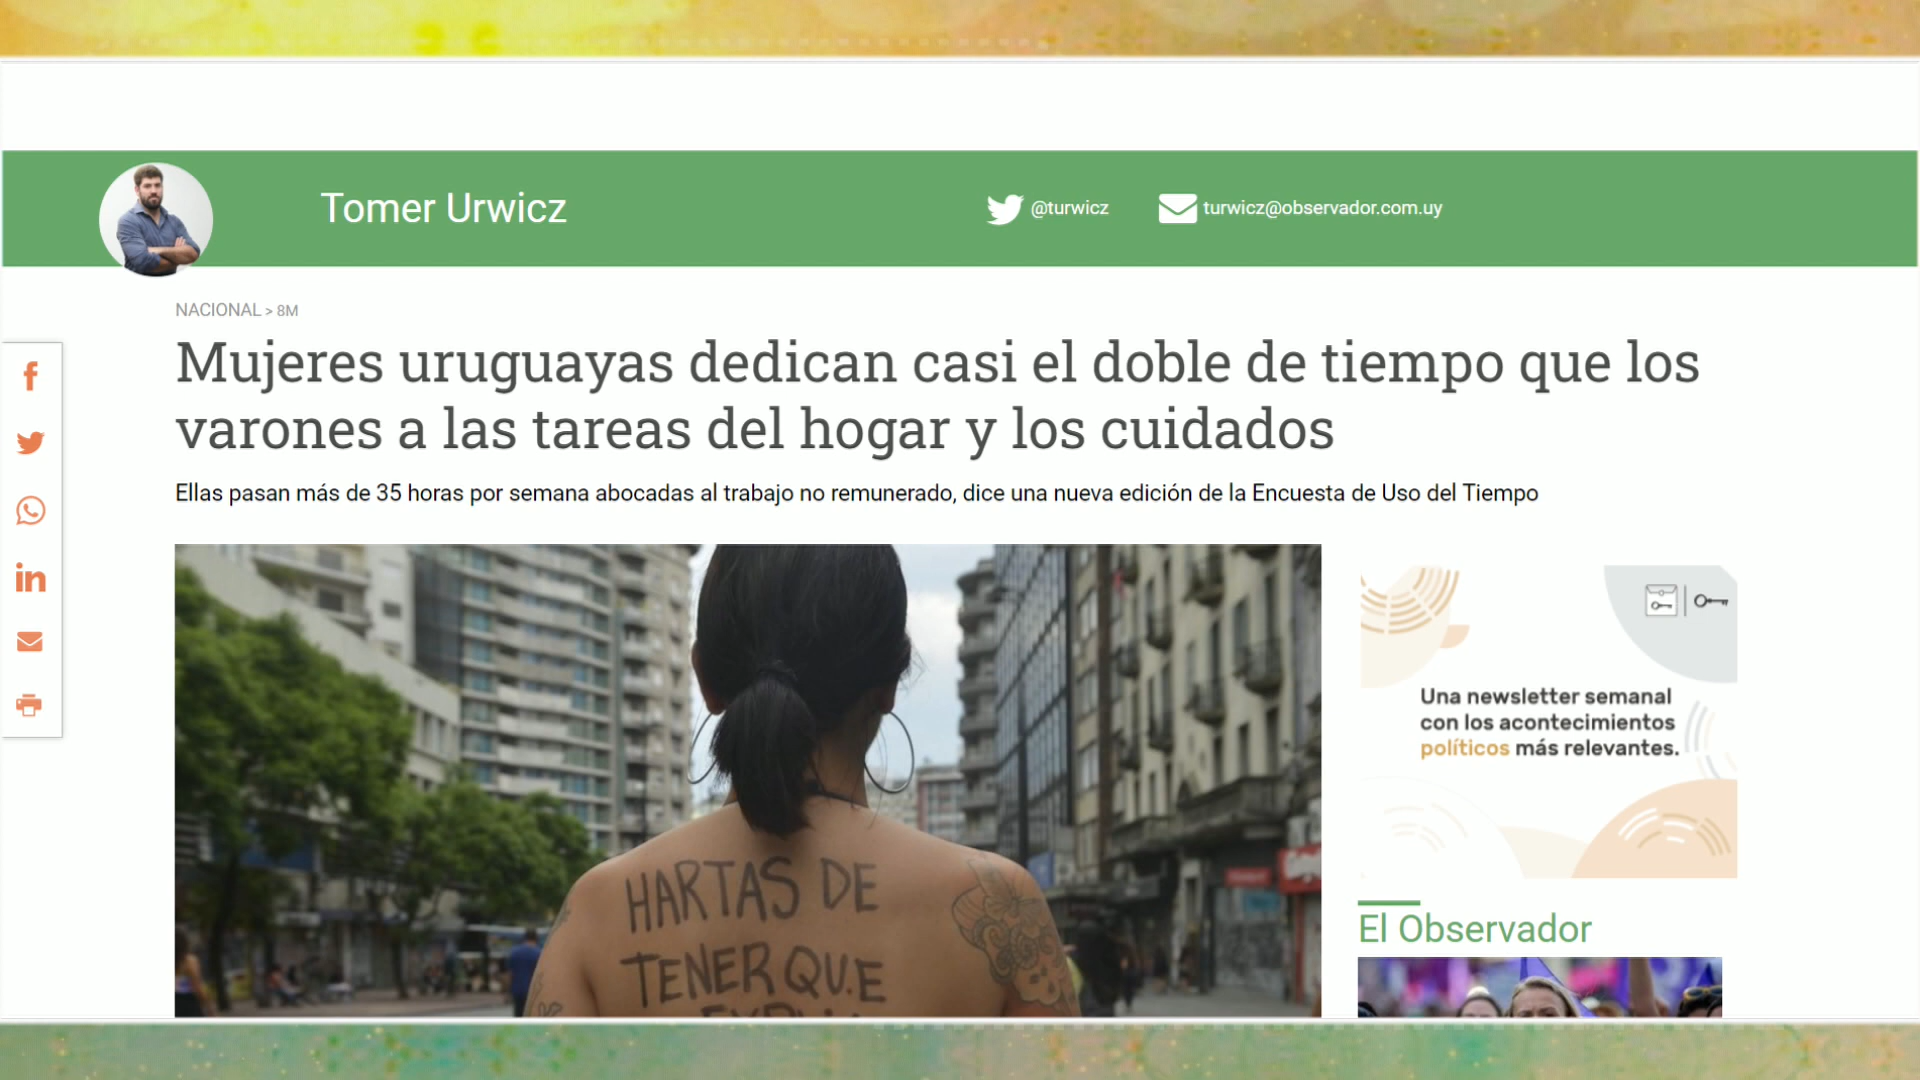 Tomer Urwicz
@turwicz
turwicz@observador.com.uy
NACIONAL > 8M
Mujeres uruguayas dedican casi el doble de tiempo que los
varones a las tareas del hogar y los cuidados
Ellas pasan más de 35 horas por semana abocadas al trabajo no remunerado, dice una nueva edición de la Encuesta de Uso del Tiempo
HARTAS DE
TENER QUE
Una newsletter semanal
con los acontecimientos
políticos más relevantes.
El Observador